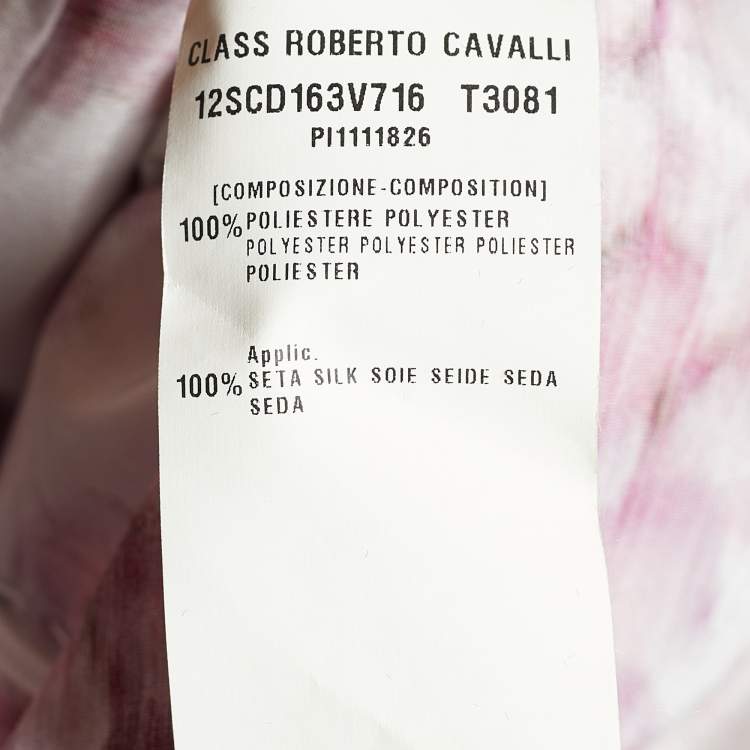 CLASS ROBERTO CAVALLI
12SCD163V716 T3081
PI1111826
[COMPOSIZIONE-COMPOSITION]
100% POLIESTERE POLYESTER
POLYESTER POLYESTER POLIESTER
POLIESTER
Applic.
100% SETA SILK SOIE SEIDE SEDA
SEDA